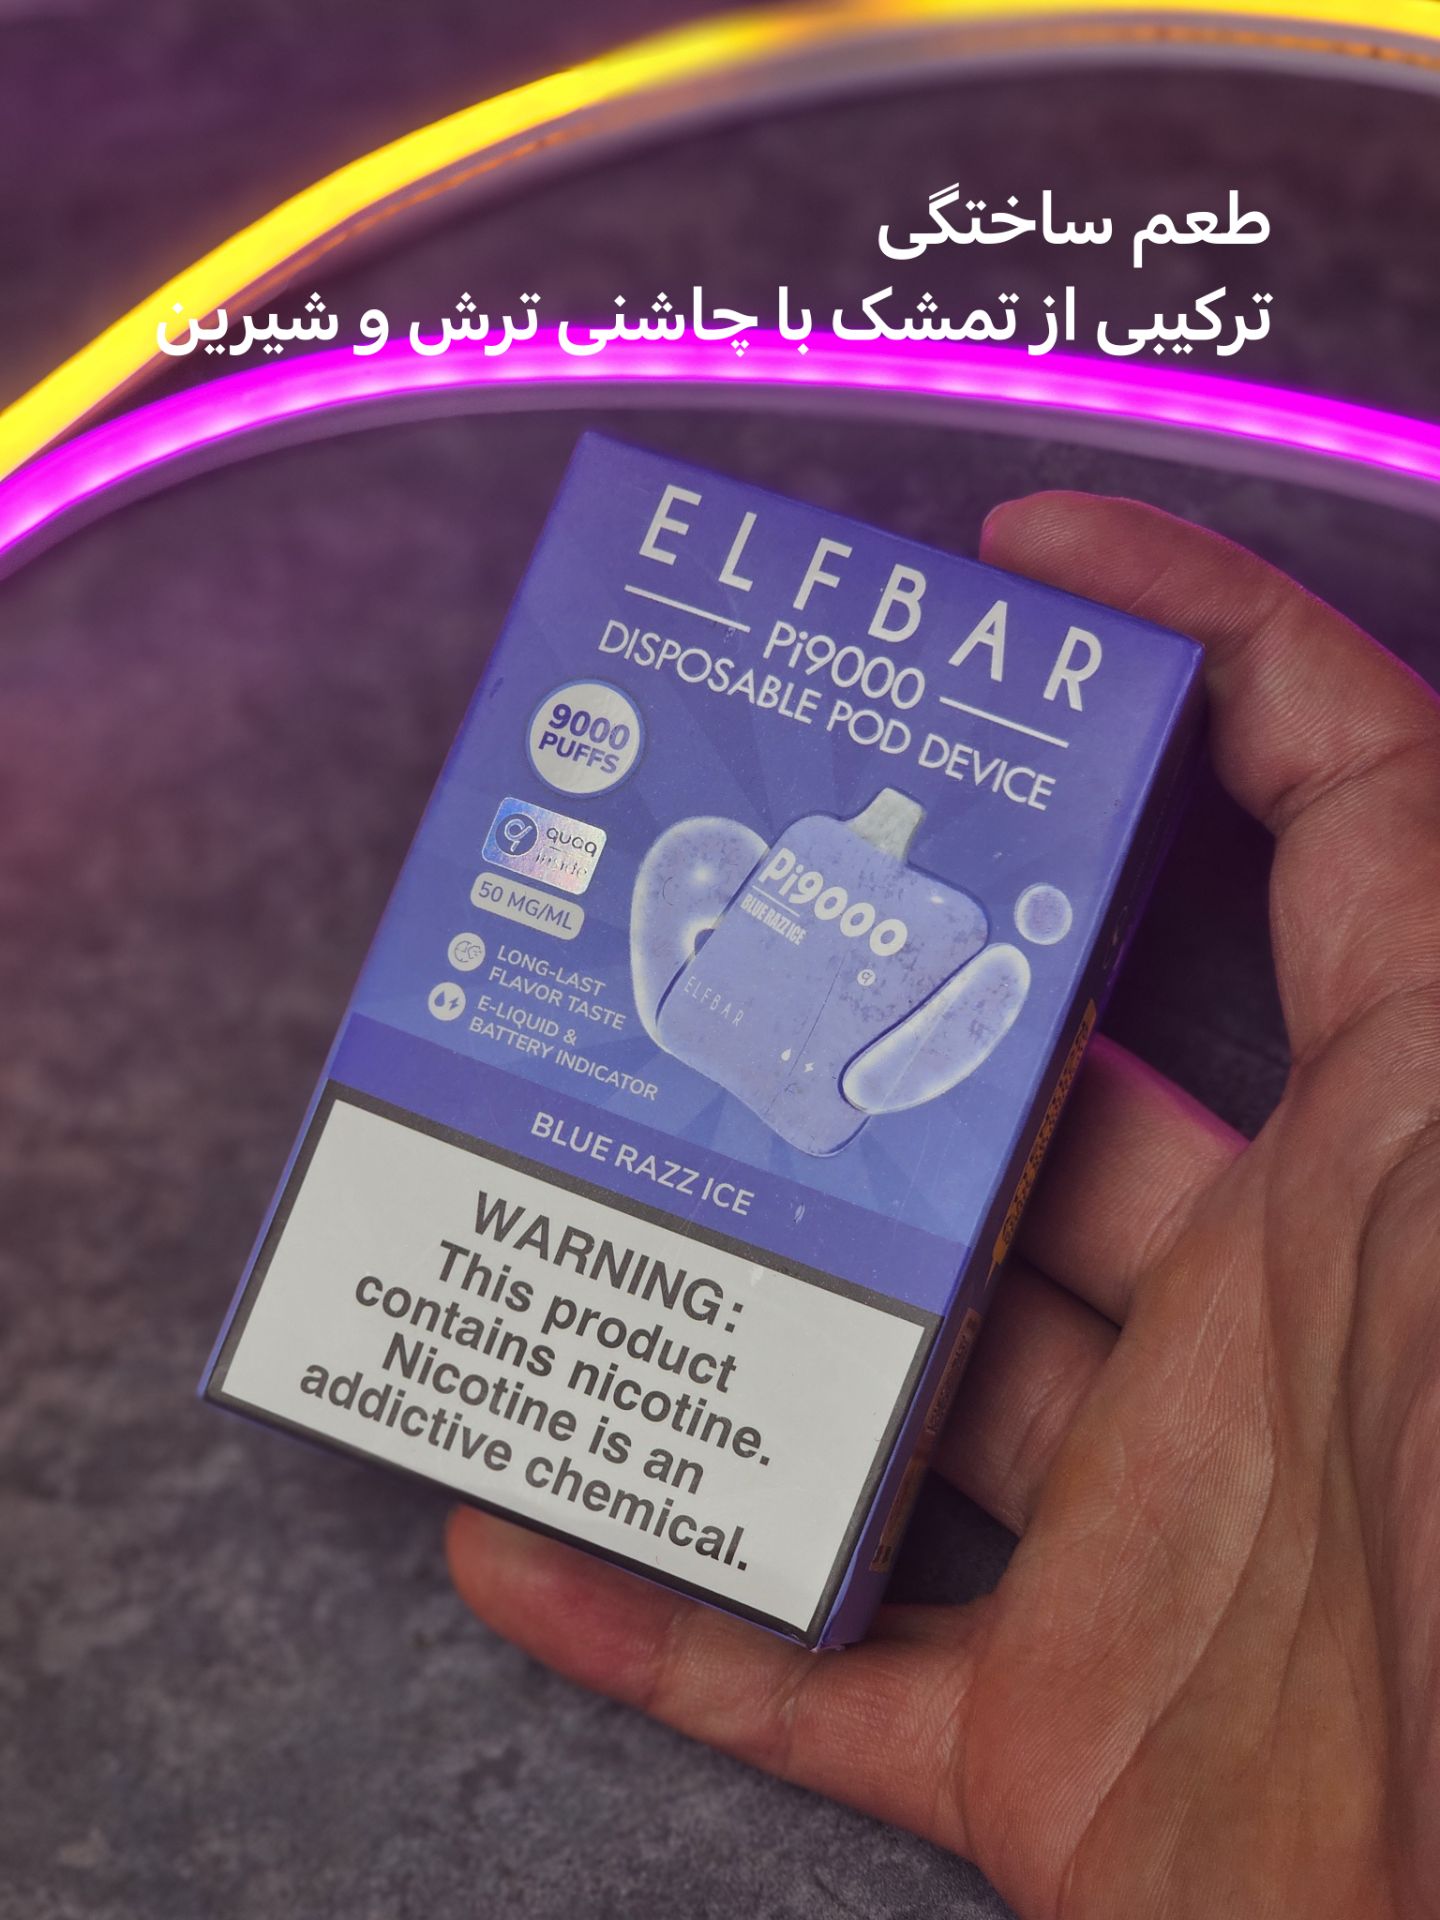 طعم ساختگی
ترکیبی از تمشک با چاشنی ترش و شیرین
ELFBAR
Pi9000
DISPOSABLE POD DEVICE
9000
PUFFS
quaq
inside
50 MG/ML
LONG-LAST
FLAVOR TASTE
E-LIQUID &
BATTERY INDICATOR
Pi9000
BLUE RAZZ ICE
ELFBAR
BLUE RAZZ ICE
WARNING:
This product
contains nicotine.
Nicotine is an
addictive chemical.